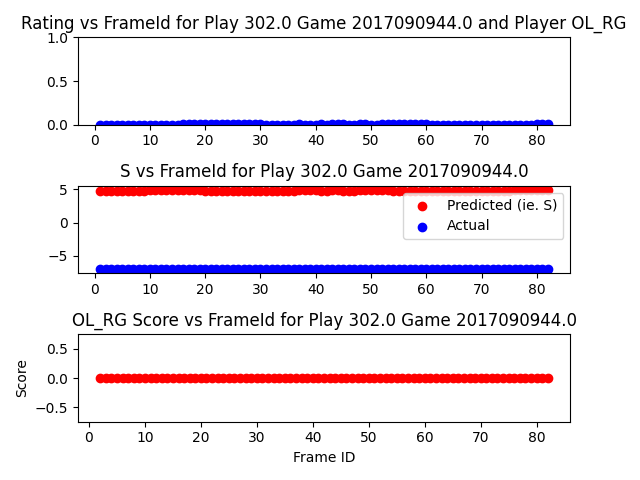 Rating vs FrameId for Play 302.0 Game 2017090944.0 and Player OL_RG
1.0
0.5
0.0
0 10 20 30 40 50 60 70 80
S vs FrameId for Play 302.0 Game 2017090944.0
5
0
−5
Predicted (ie. S)
Actual
0 10 20 30 40 50 60 70 80
OL_RG Score vs FrameId for Play 302.0 Game 2017090944.0
Score
0.5
0.0
−0.5
0 10 20 30 40 50 60 70 80
Frame ID